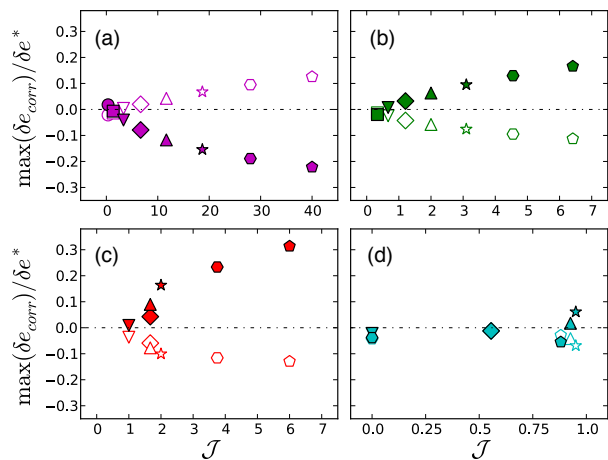 (a)
max(δe_corr)/δe*
0.3
0.2
0.1
0.0
−0.1
−0.2
−0.3
0 10 20 30 40
(b)
0 1 2 3 4 5 6 7
(c)
max(δe_corr)/δe*
0.3
0.2
0.1
0.0
−0.1
−0.2
−0.3
0 1 2 3 4 5 6 7
𝒥
(d)
0.0 0.25 0.50 0.75 1.0
𝒥